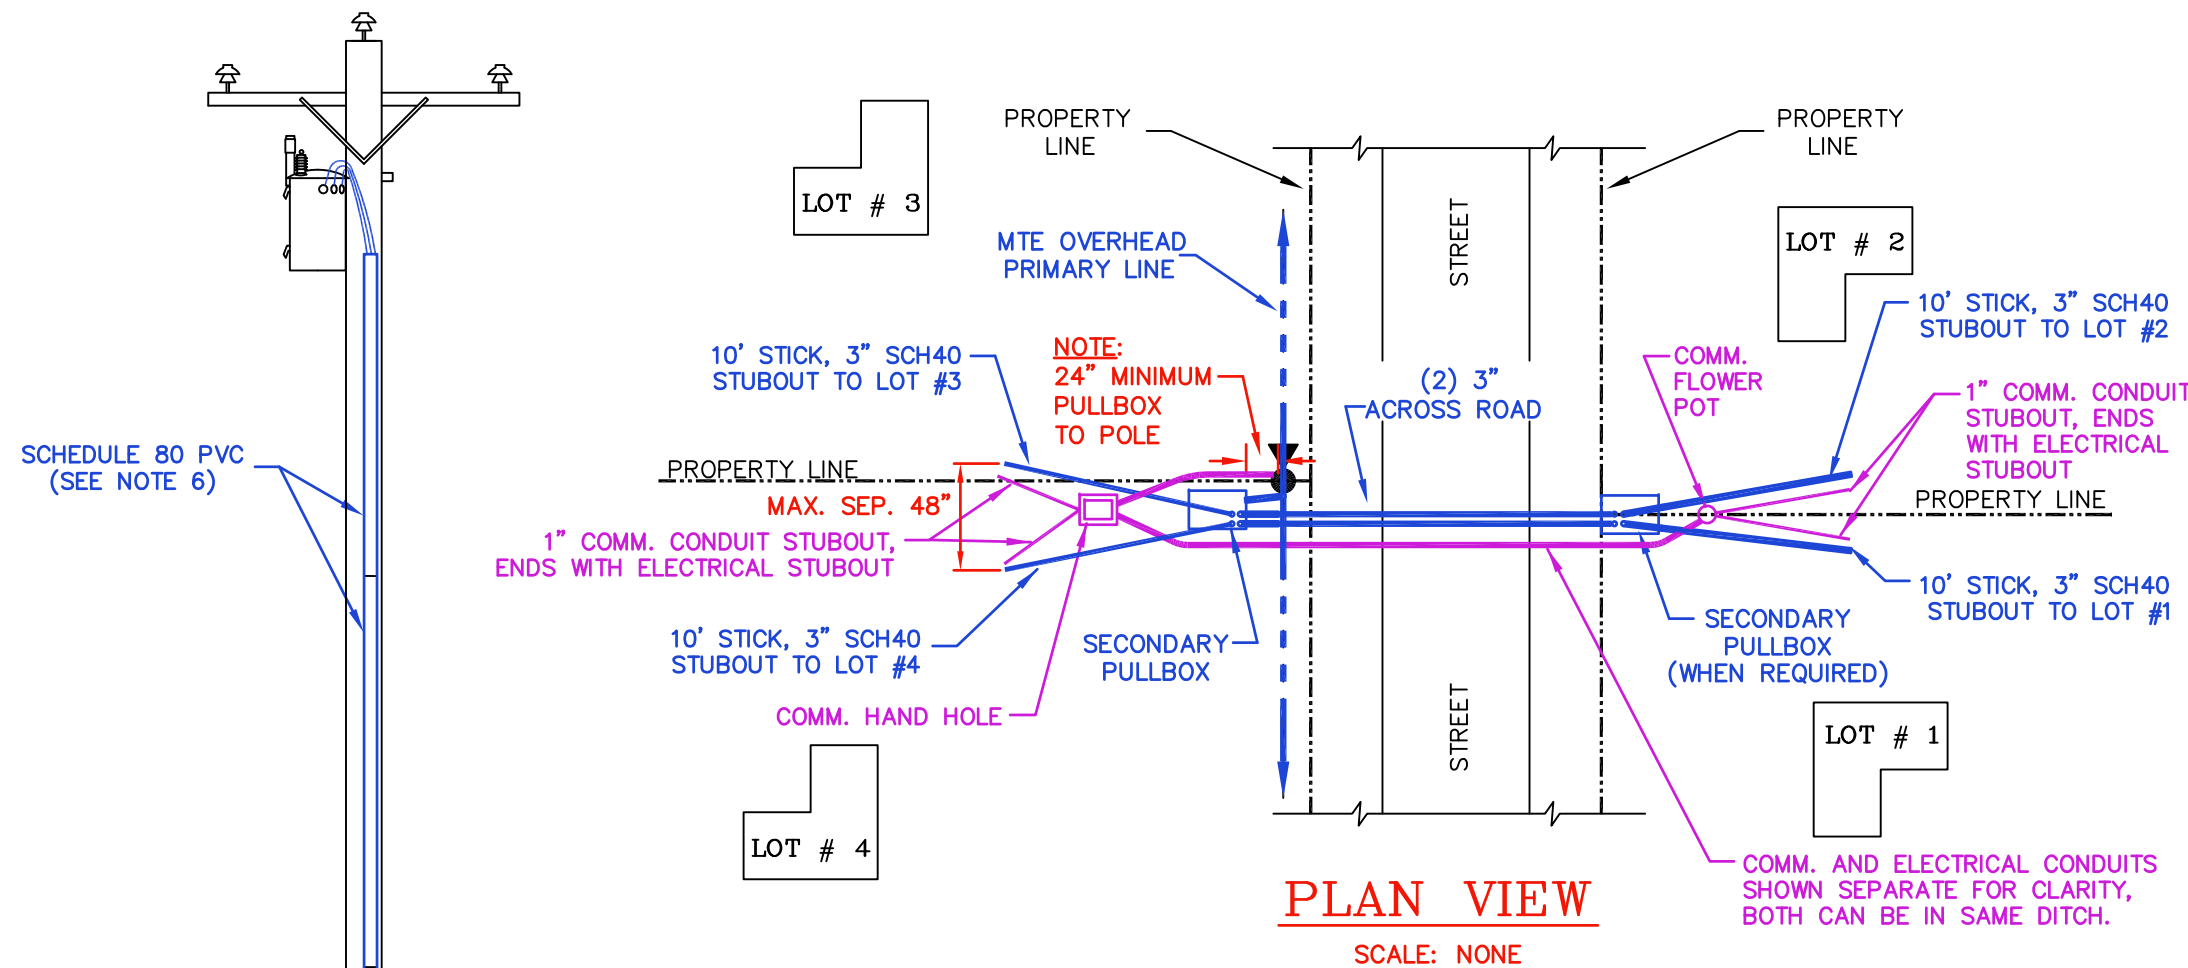 SCHEDULE 80 PVC
(SEE NOTE 6)
LOT # 3
PROPERTY
LINE
PROPERTY
LINE
MTE OVERHEAD
PRIMARY LINE
STREET
LOT # 2
10' STICK, 3" SCH40
STUBOUT TO LOT #3
NOTE:
24" MINIMUM
PULLBOX
TO POLE
(2) 3"
ACROSS ROAD
COMM.
FLOWER
POT
10' STICK, 3" SCH40
STUBOUT TO LOT #2
1" COMM. CONDUIT
STUBOUT, ENDS
WITH ELECTRICAL
STUBOUT
PROPERTY LINE
PROPERTY LINE
MAX. SEP. 48"
1" COMM. CONDUIT STUBOUT,
ENDS WITH ELECTRICAL STUBOUT
10' STICK, 3" SCH40
STUBOUT TO LOT #4
SECONDARY
PULLBOX
SECONDARY
PULLBOX
(WHEN REQUIRED)
10' STICK, 3" SCH40
STUBOUT TO LOT #1
COMM. HAND HOLE
STREET
LOT # 1
LOT # 4
COMM. AND ELECTRICAL CONDUITS
SHOWN SEPARATE FOR CLARITY,
BOTH CAN BE IN SAME DITCH.
PLAN VIEW
SCALE: NONE